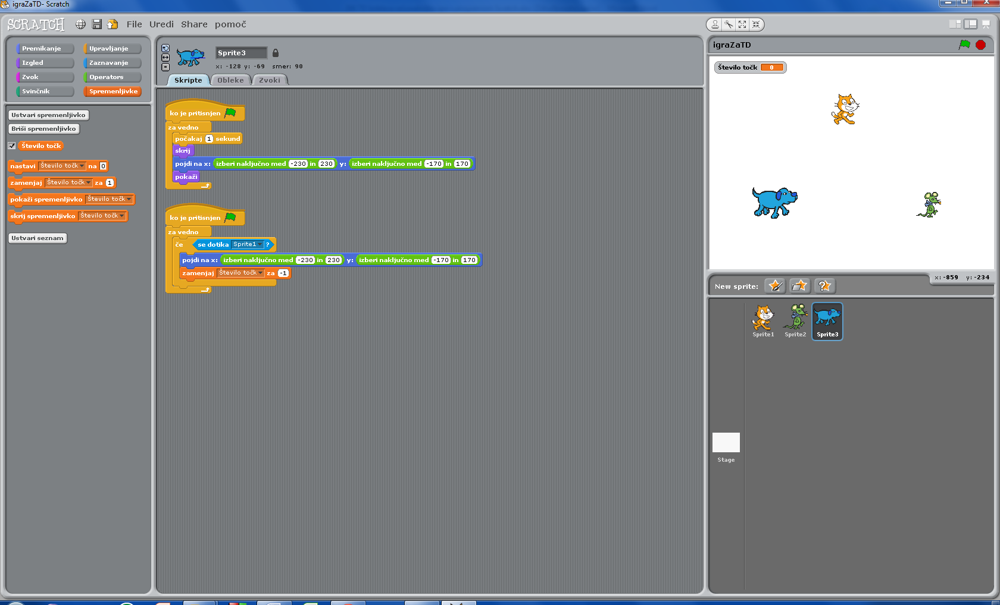 igraZaTD- Scratch
SCRATCH File Uredi Share pomoč
Premikanje Upravljanje
Izgled Zaznavanje
Zvok Operators
Svinčnik Spremenljivke
Ustvari spremenljivko
Briši spremenljivko
Število točk
nastavi Število točk na 0
zamenjaj Število točk za 1
pokaži spremenljivko Število točk
skrij spremenljivko Število točk
Ustvari seznam
Sprite3
x: -128 y: -69 smer: 90
Skripte Obleke Zvoki
ko je pritisnjen
za vedno
počakaj 1 sekund
skrij
pojdi na x: izberi naključno med -230 in 230 y: izberi naključno med -170 in 170
pokaži
ko je pritisnjen
za vedno
če se dotika Sprite1 ?
pojdi na x: izberi naključno med -230 in 230 y: izberi naključno med -170 in 170
zamenjaj Število točk za -1
igraZaTD
Število točk 0
x: -859 y: -234
New sprite:
Sprite1 Sprite2 Sprite3
Stage